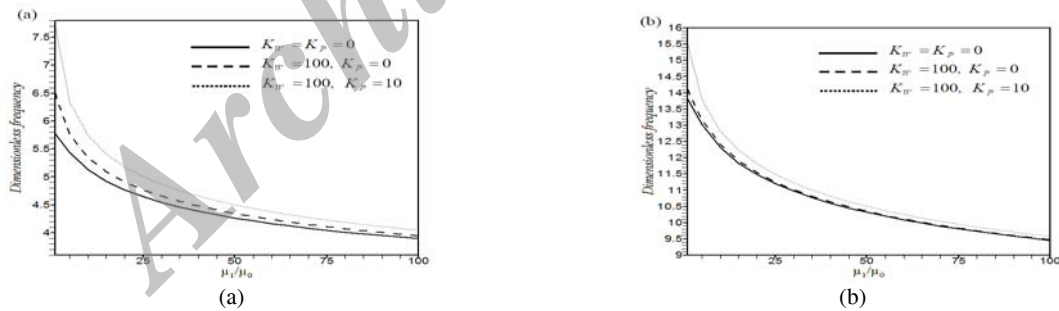 (a)
7.5
6.5
5.5
4.5
4
Dimensionless frequency
K_W = K_P = 0
K_W = 100, K_P = 0
K_W = 100, K_P = 10
25
50
75
100
μ₁/μ₀
(a)
(b)
16
15.5
15
14.5
14
13.5
13
12.5
12
11.5
11
10.5
10
9.5
9
Dimensionless frequency
K_W = K_P = 0
K_W = 100, K_P = 0
K_W = 100, K_P = 10
25
50
75
100
μ₁/μ₀
(b)
Arch